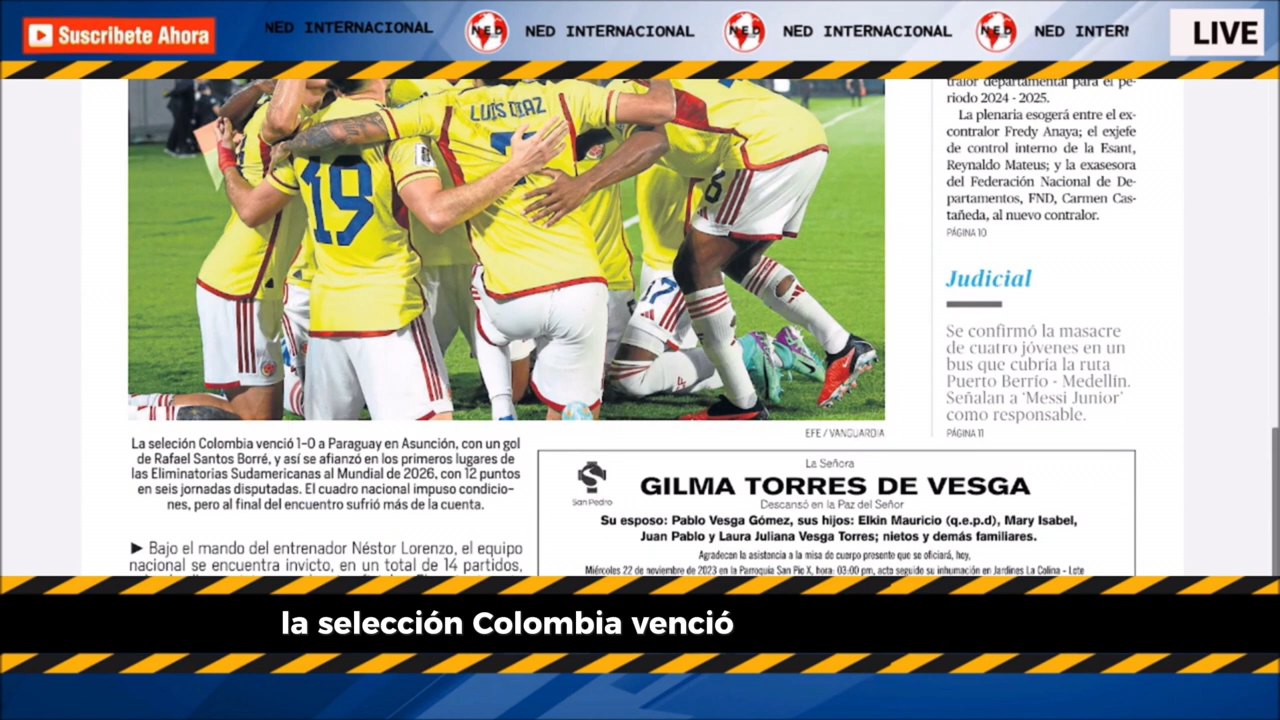 Suscribete Ahora
NED INTERNACIONAL
NED
NED INTERNACIONAL
NED
NED INTERNACIONAL
NED
NED INTERN
LIVE
LUIS DIAZ
19
8
17
4
tralor departamental para el pe-
riodo 2024 - 2025.
La plenaria esogerá entre el ex-
contralor Fredy Anaya; el exjefe
de control interno de la Esant,
Reynaldo Mateus; y la exasesora
del Federación Nacional de De-
partamentos, FND, Carmen Cas-
tañeda, al nuevo contralor.
PÁGINA 10
Judicial
Se confirmó la masacre
de cuatro jóvenes en un
bus que cubría la ruta
Puerto Berrío - Medellín.
Señalan a ‘Messi Junior’
como responsable.
PÁGINA 11
EFE / VANGUARDIA
La seleción Colombia venció 1-0 a Paraguay en Asunción, con un gol
de Rafael Santos Borré, y así se afianzó en los primeros lugares de
las Eliminatorias Sudamericanas al Mundial de 2026, con 12 puntos
en seis jornadas disputadas. El cuadro nacional impuso condicio-
nes, pero al final del encuentro sufrió más de la cuenta.
► Bajo el mando del entrenador Néstor Lorenzo, el equipo
nacional se encuentra invicto, en un total de 14 partidos,
San Pedro
La Señora
GILMA TORRES DE VESGA
Descansó en la Paz del Señor
Su esposo: Pablo Vesga Gómez, sus hijos: Elkin Mauricio (q.e.p.d), Mary Isabel,
Juan Pablo y Laura Juliana Vesga Torres; nietos y demás familiares.
Agradecen la asistencia a la misa de cuerpo presente que se oficiará, hoy,
Miércoles 22 de noviembre de 2023 en la Parroquia San Pio X, hora: 03:00 pm, acto seguido su inhumación en Jardines La Colina - Lote
la selección Colombia venció